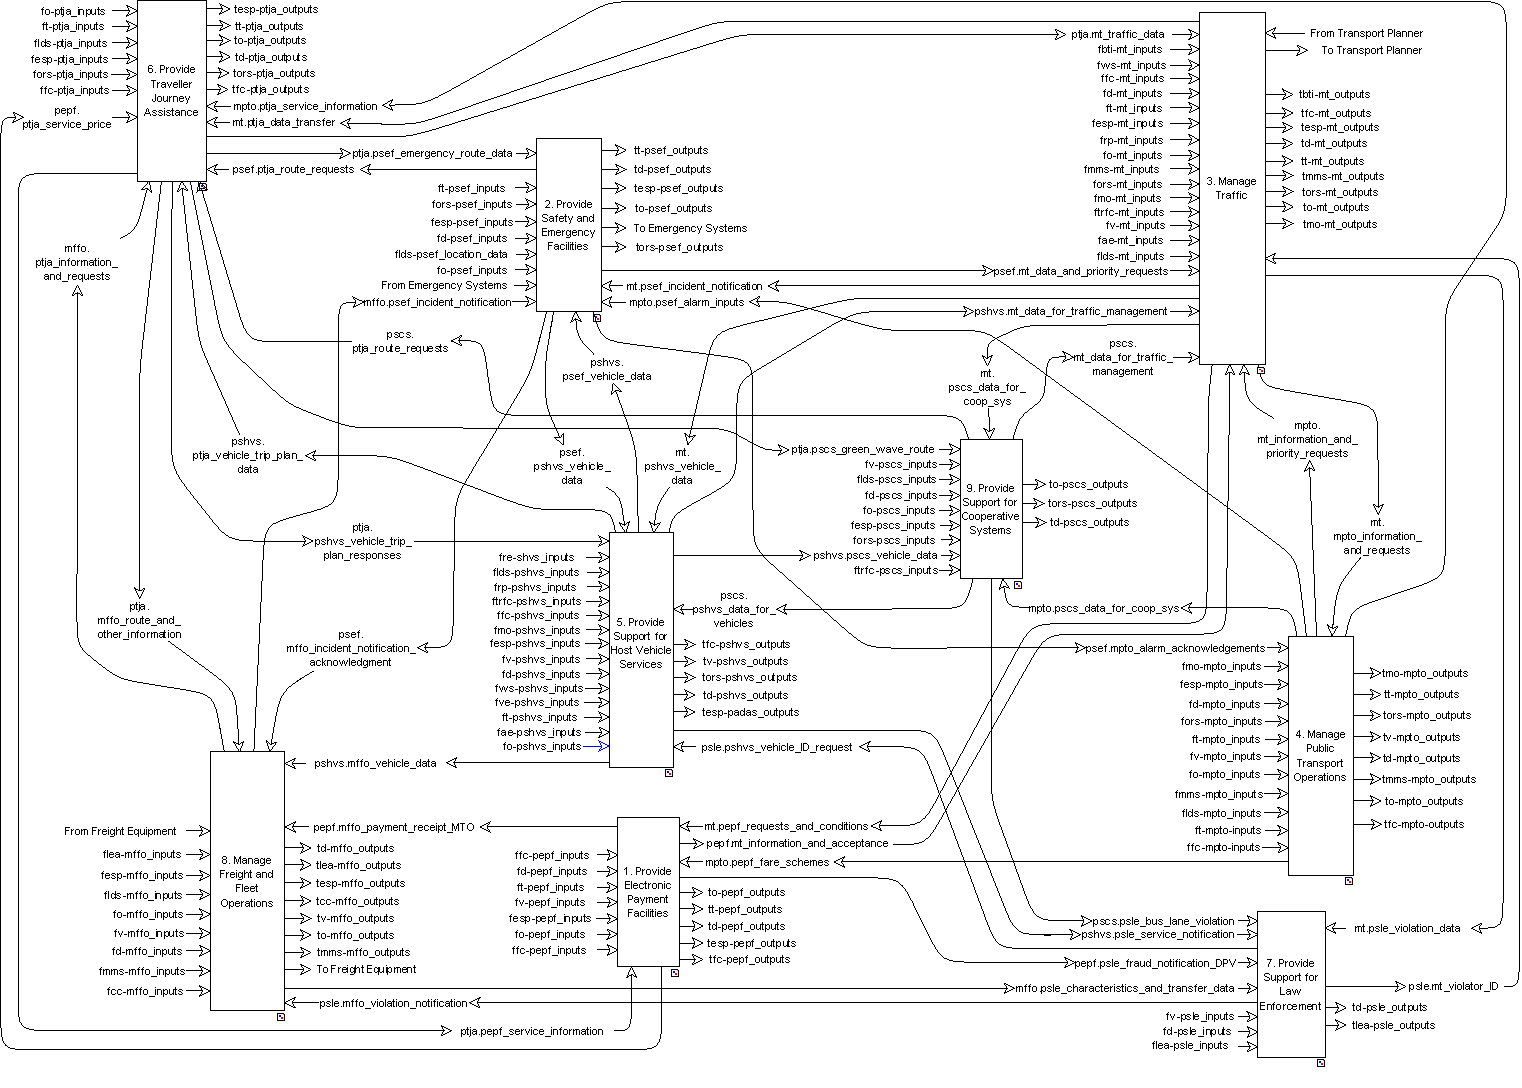 fo-ptja_inputs
ft-ptja_inputs
flds-ptja_inputs
fesp-ptja_inputs
fors-ptja_inputs
ffc-ptja_inputs
pepf.
ptja_service_price
6. Provide
Traveller
Journey
Assistance
tesp-ptja_outputs
tt-ptja_outputs
to-ptja_outputs
td-ptja_outputs
tors-ptja_outputs
tfc-ptja_outputs
mpto.ptja_service_information
mt.ptja_data_transfer
ptja.psef_emergency_route_data
psef.ptja_route_requests
ft-psef_inputs
fors-psef_inputs
fesp-psef_inputs
fd-psef_inputs
flds-psef_location_data
fo-psef_inputs
From Emergency Systems
mffo.psef_incident_notification
2. Provide
Safety and
Emergency
Facilities
tt-psef_outputs
td-psef_outputs
tesp-psef_outputs
to-psef_outputs
To Emergency Systems
tors-psef_outputs
psef.mt_data_and_priority_requests
mt.psef_incident_notification
mpto.psef_alarm_inputs
pshvs.mt_data_for_traffic_management
ptja.mt_traffic_data
fbti-mt_inputs
fws-mt_inputs
ffc-mt_inputs
fd-mt_inputs
ft-mt_inputs
fesp-mt_inputs
frp-mt_inputs
fo-mt_inputs
fmms-mt_inputs
fors-mt_inputs
fmo-mt_inputs
ftrfc-mt_inputs
fv-mt_inputs
fae-mt_inputs
flds-mt_inputs
3. Manage
Traffic
From Transport Planner
To Transport Planner
tbti-mt_outputs
tfc-mt_outputs
tesp-mt_outputs
td-mt_outputs
tt-mt_outputs
tmms-mt_outputs
tors-mt_outputs
to-mt_outputs
tmo-mt_outputs
mffo.
ptja_information_
and_requests
pscs.
ptja_route_requests
pshvs.
psef_vehicle_data
mt.
pscs_data_for_
coop_sys
pscs.
mt_data_for_traffic_
management
pshvs.
ptja_vehicle_trip_plan_
data
psef.
pshvs_vehicle_
data
mt.
pshvs_vehicle_
data
mpto.
mt_information_and_
priority_requests
mt.
mpto_information_
and_requests
ptja.pscs_green_wave_route
fv-pscs_inputs
flds-pscs_inputs
fd-pscs_inputs
fo-pscs_inputs
fesp-pscs_inputs
fors-pscs_inputs
pshvs.pscs_vehicle_data
ftrfc-pscs_inputs
9. Provide
Support for
Cooperative
Systems
to-pscs_outputs
tors-pscs_outputs
td-pscs_outputs
ptja.
pshvs_vehicle_trip_
plan_responses
fre-shvs_inputs
flds-pshvs_inputs
frp-pshvs_inputs
ftrfc-pshvs_inputs
ffc-pshvs_inputs
fmo-pshvs_inputs
fesp-pshvs_inputs
fv-pshvs_inputs
fd-pshvs_inputs
fws-pshvs_inputs
fve-pshvs_inputs
ft-pshvs_inputs
fae-pshvs_inputs
fo-pshvs_inputs
5. Provide
Support for
Host Vehicle
Services
pscs.
pshvs_data_for_
vehicles
tfc-pshvs_outputs
tv-pshvs_outputs
tors-pshvs_outputs
td-pshvs_outputs
tesp-padas_outputs
psle.pshvs_vehicle_ID_request
ptja.
mffo_route_and_
other_information
psef.
mffo_incident_notification_
acknowledgment
pshvs.mffo_vehicle_data
mpto.pscs_data_for_coop_sys
psef.mpto_alarm_acknowledgements
fmo-mpto_inputs
fesp-mpto_inputs
fd-mpto_inputs
fors-mpto_inputs
ft-mpto_inputs
fv-mpto_inputs
fo-mpto_inputs
fmms-mpto_inputs
flds-mpto_inputs
ft-mpto-inputs
ffc-mpto_inputs
4. Manage
Public
Transport
Operations
tmo-mpto_outputs
tt-mpto_outputs
tors-mpto_outputs
tv-mpto_outputs
td-mpto_outputs
tmms-mpto_outputs
to-mpto_outputs
tfc-mpto-outputs
From Freight Equipment
flea-mffo_inputs
fesp-mffo_inputs
flds-mffo_inputs
fo-mffo_inputs
fv-mffo_inputs
fd-mffo_inputs
fmms-mffo_inputs
fcc-mffo_inputs
8. Manage
Freight and
Fleet
Operations
pepf.mffo_payment_receipt_MTO
td-mffo_outputs
tlea-mffo_outputs
tesp-mffo_outputs
tcc-mffo_outputs
tv-mffo_outputs
to-mffo_outputs
tmms-mffo_outputs
To Freight Equipment
psle.mffo_violation_notification
ptja.pepf_service_information
ffc-pepf_inputs
fd-pepf_inputs
ft-pepf_inputs
fv-pepf_inputs
fesp-pepf_inputs
fo-pepf_inputs
ffc-pepf_inputs
1. Provide
Electronic
Payment
Facilities
mt.pepf_requests_and_conditions
pepf.mt_information_and_acceptance
mpto.pepf_fare_schemes
to-pepf_outputs
tt-pepf_outputs
td-pepf_outputs
tesp-pepf_outputs
tfc-pepf_outputs
pscs.psle_bus_lane_violation
pshvs.psle_service_notification
pepf.psle_fraud_notification_DPV
mffo.psle_characteristics_and_transfer_data
fv-psle_inputs
fd-psle_inputs
flea-psle_inputs
7. Provide
Support for
Law
Enforcement
mt.psle_violation_data
psle.mt_violator_ID
td-psle_outputs
tlea-psle_outputs